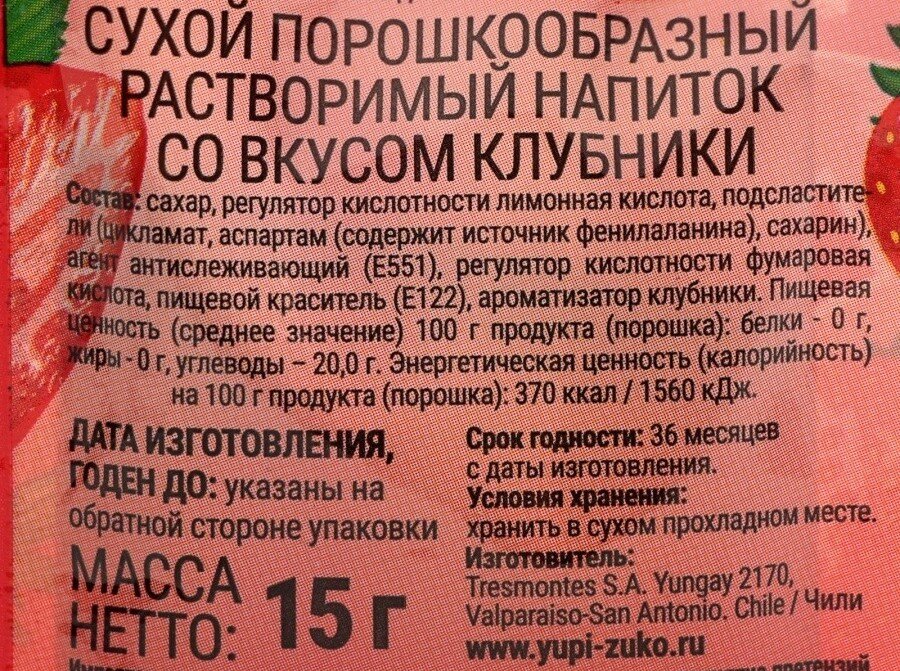 СУХОЙ ПОРОШКООБРАЗНЫЙ
РАСТВОРИМЫЙ НАПИТОК
СО ВКУСОМ КЛУБНИКИ
Состав: сахар, регулятор кислотности лимонная кислота, подсластите-
ли (цикламат, аспартам (содержит источник фенилаланина), сахарин),
агент антислеживающий (Е551), регулятор кислотности фумаровая
кислота, пищевой краситель (Е122), ароматизатор клубники. Пищевая
ценность (среднее значение) 100 г продукта (порошка): белки - 0 г,
жиры - 0 г, углеводы – 20,0 г. Энергетическая ценность (калорийность)
на 100 г продукта (порошка): 370 ккал / 1560 кДж.
ДАТА ИЗГОТОВЛЕНИЯ,
ГОДЕН ДО: указаны на
обратной стороне упаковки
МАССА
НЕТТО: 15 г
Срок годности: 36 месяцев
с даты изготовления.
Условия хранения:
хранить в сухом прохладном месте.
Изготовитель:
Tresmontes S.A. Yungay 2170,
Valparaiso-San Antonio. Chile / Чили
www.yupi-zuko.ru